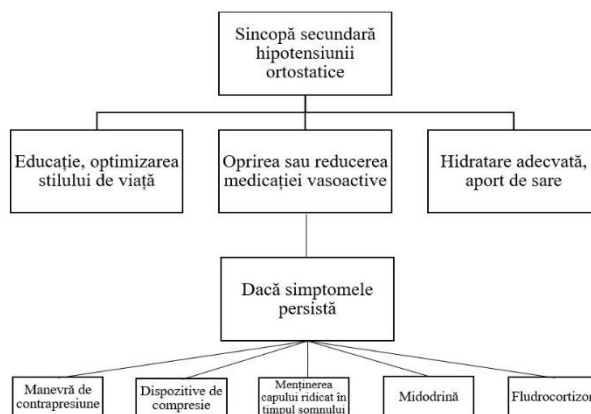 Sincopă secundară
hipotensiunii
ortostatice
Educație, optimizarea
stilului de viață
Oprirea sau reducerea
medicației vasoactive
Hidratare adecvată,
aport de sare
Dacă simptomele
persistă
Manevră de
contrapresiune
Dispozitive de
compresie
Menținerea
capului ridicat în
timpul somnului
Midodrină
Fludrocortizon